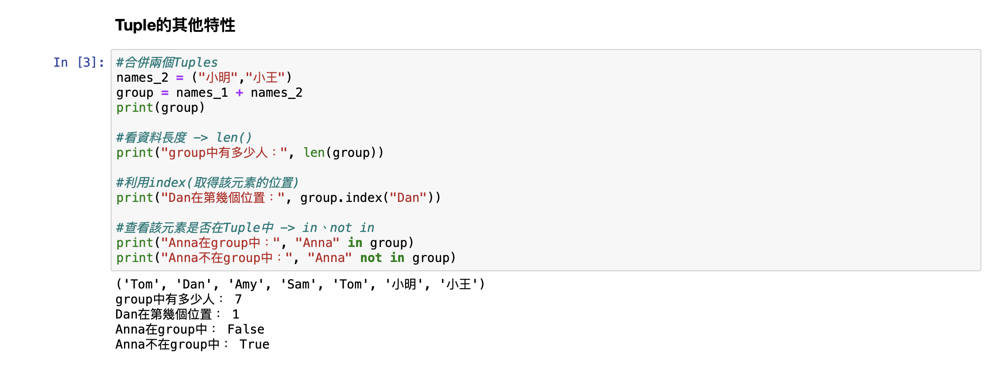 Tuple的其他特性
In [3]:
#合併兩個Tuples
names_2 = ("小明","小王")
group = names_1 + names_2
print(group)
#看資料長度 -> len()
print("group中有多少人：", len(group))
#利用index(取得該元素的位置)
print("Dan在第幾個位置：", group.index("Dan"))
#查看該元素是否在Tuple中 -> in、not in
print("Anna在group中：", "Anna" in group)
print("Anna不在group中：", "Anna" not in group)
('Tom', 'Dan', 'Amy', 'Sam', 'Tom', '小明', '小王')
group中有多少人： 7
Dan在第幾個位置： 1
Anna在group中： False
Anna不在group中： True